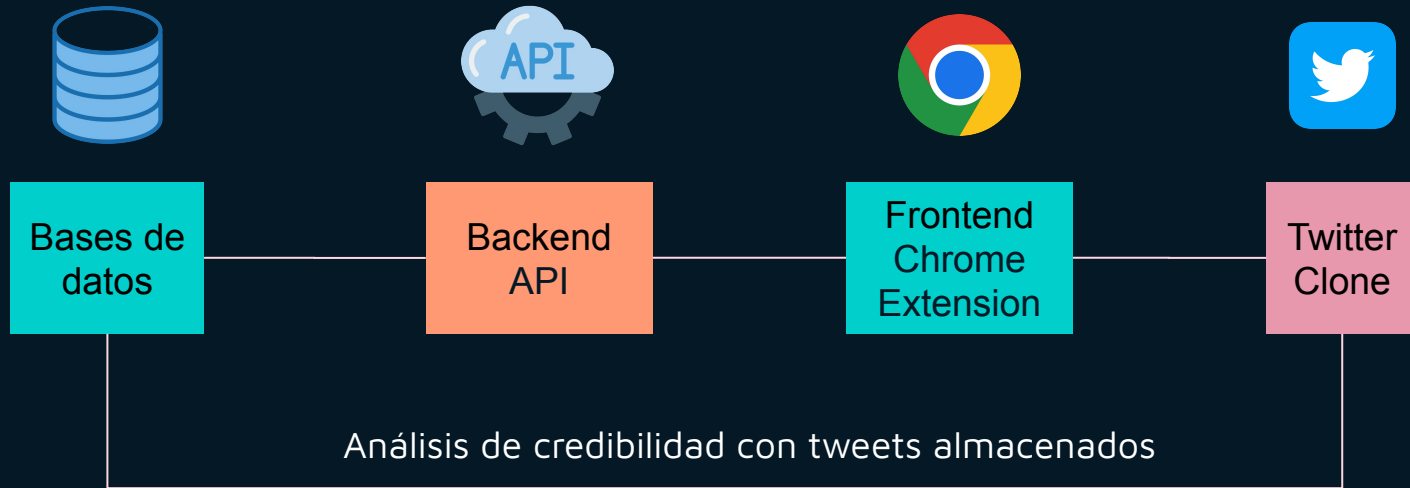 API
Bases de
datos
Backend
API
Frontend
Chrome
Extension
Twitter
Clone
Análisis de credibilidad con tweets almacenados